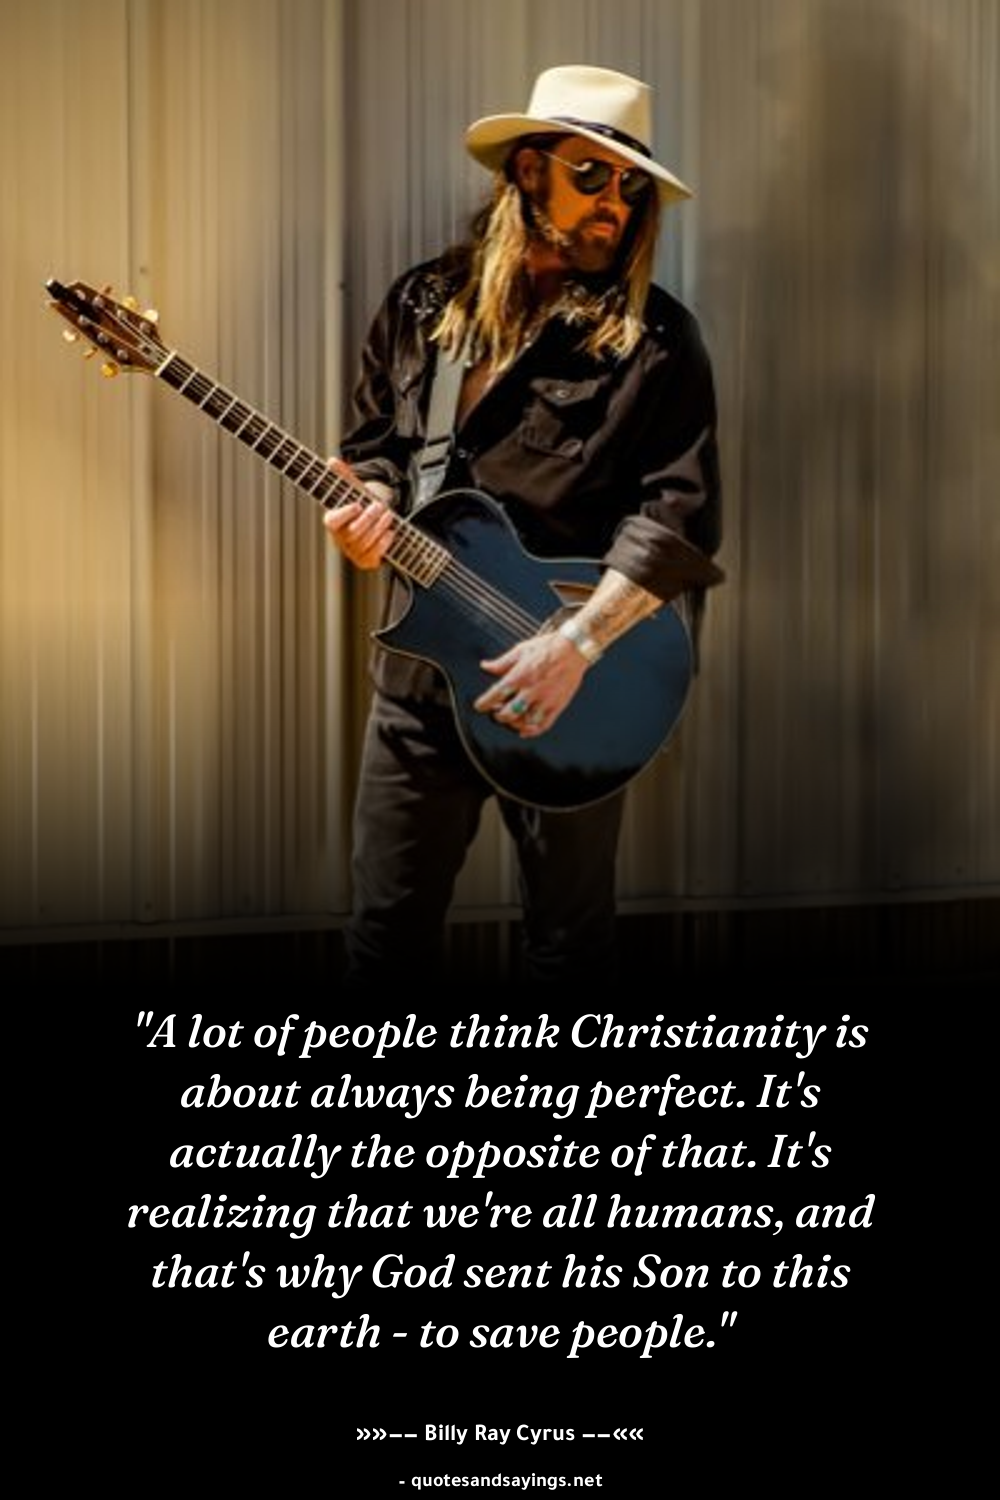 "A lot of people think Christianity is
about always being perfect. It's
actually the opposite of that. It's
realizing that we're all humans, and
that's why God sent his Son to this
earth - to save people."
»»−− Billy Ray Cyrus −−««
- quotesandsayings.net